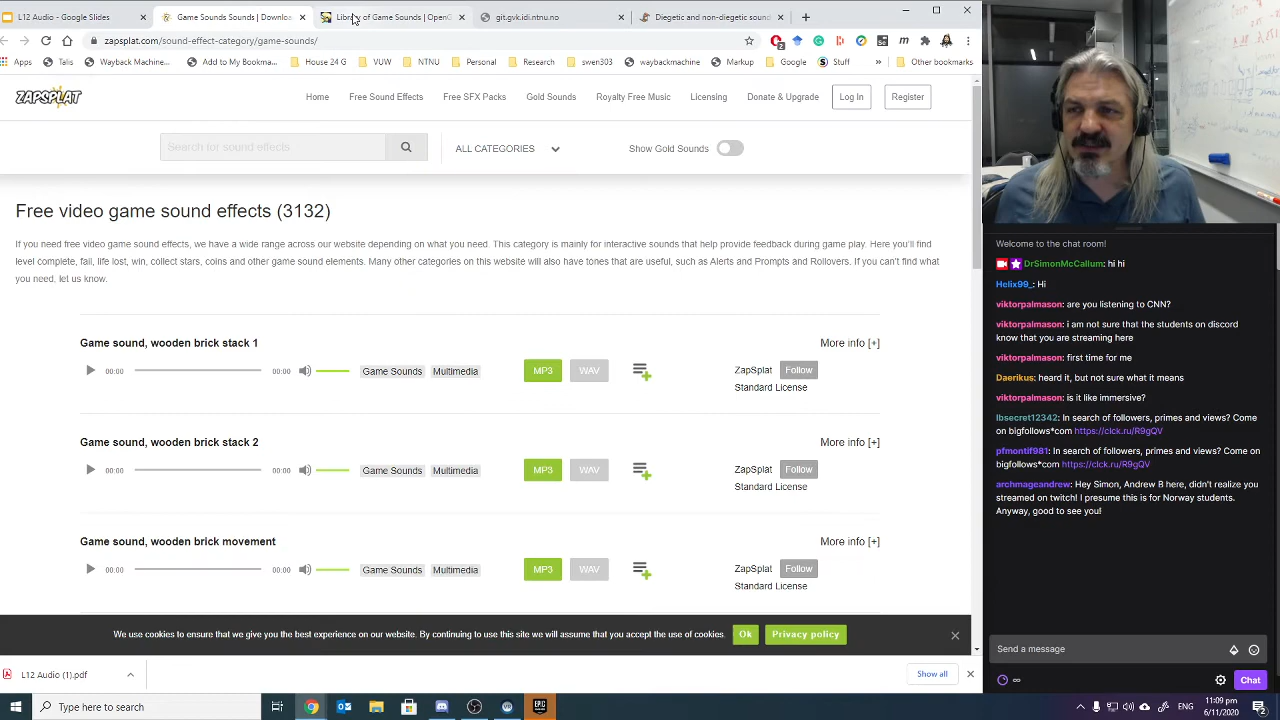 L12 Audio - Google Slides
Game Sounds | Down
Library of Game Sounds | OpenG
gitgvk.idi.ntnu.no
Diegetic and non-diegetic sound
zapsplat.com/sound-effect-category/game-sounds/
Apps
Talis
Wayback Machine...
Add to My Bookmar...
House 24 G
VUW
NTNU
Personal
Research
swen303
waybackmachine
Markup
Google
Stuff
Other bookmarks
ZAPSPLAT
Home
Free Sound Effects
Free SFX Packs
Gold Sounds
Royalty Free Music
Licensing
Donate & Upgrade
Log In
Register
Search for sound effects
ALL CATEGORIES
Show Gold Sounds
Free video game sound effects (3132)
If you need free video game sound effects, we have a wide range across our website depending on what you need. This category is mainly for interactive sounds that help provide feedback during game play. Here you'll find
level complete, fail, life lost, win, collect stars, coins and other game sound elements. Many other categories on this website will also have tones that are useful, such as Alerts and Prompts and Rollovers. If you can't find what
you need, let us know.
Game sound, wooden brick stack 1
More info [+]
00:00
00:00
Game Sounds
Multimedia
MP3
WAV
ZapSplat
Follow
Standard License
Game sound, wooden brick stack 2
More info [+]
00:00
00:00
Game Sounds
Multimedia
MP3
WAV
ZapSplat
Follow
Standard License
Game sound, wooden brick movement
More info [+]
00:00
00:00
Game Sounds
Multimedia
MP3
WAV
ZapSplat
Follow
Standard License
We use cookies to ensure that we give you the best experience on our website. By continuing to use this site we will assume that you accept the use of cookies.
Ok
Privacy policy
L12 Audio (1).pdf
Show all
Type here to search
11:09 pm
6/11/2020
Welcome to the chat room!
DrSimonMcCallum: hi hi
Helix99_: Hi
viktorpalmason: are you listening to CNN?
viktorpalmason: i am not sure that the students on discord
know that you are streaming here
viktorpalmason: first time for me
Daerikus: heard it, but not sure what it means
viktorpalmason: is it like immersive?
lbsecret12342: In search of followers, primes and views? Come
on bigfollows*com https://clck.ru/R9gQV
pfmontif981: In search of followers, primes and views? Come on
bigfollows*com https://clck.ru/R9gQV
archmageandrew: Hey Simon, Andrew B here, didn't realize you
streamed on twitch! I presume this is for Norway students.
Anyway, good to see you!
Send a message
Chat